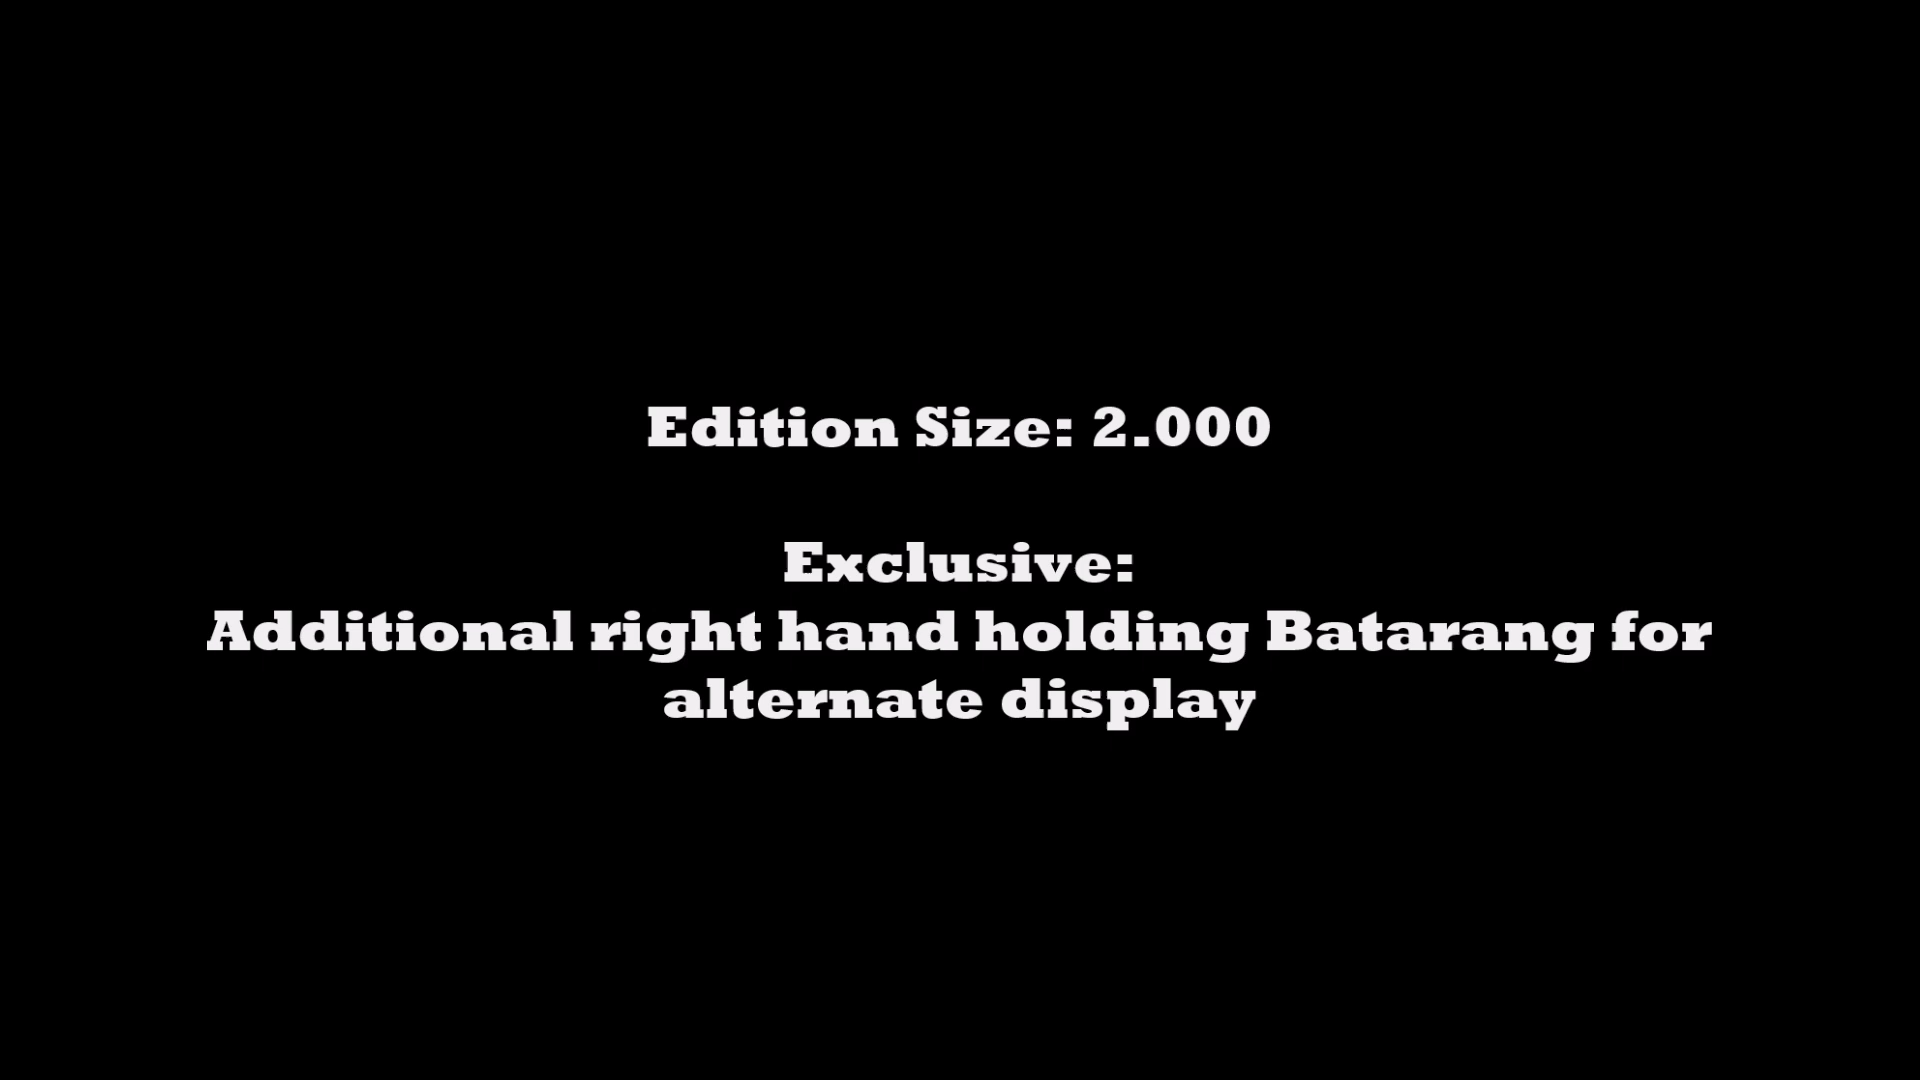 Edition Size: 2.000
Exclusive:
Additional right hand holding Batarang for
alternate display